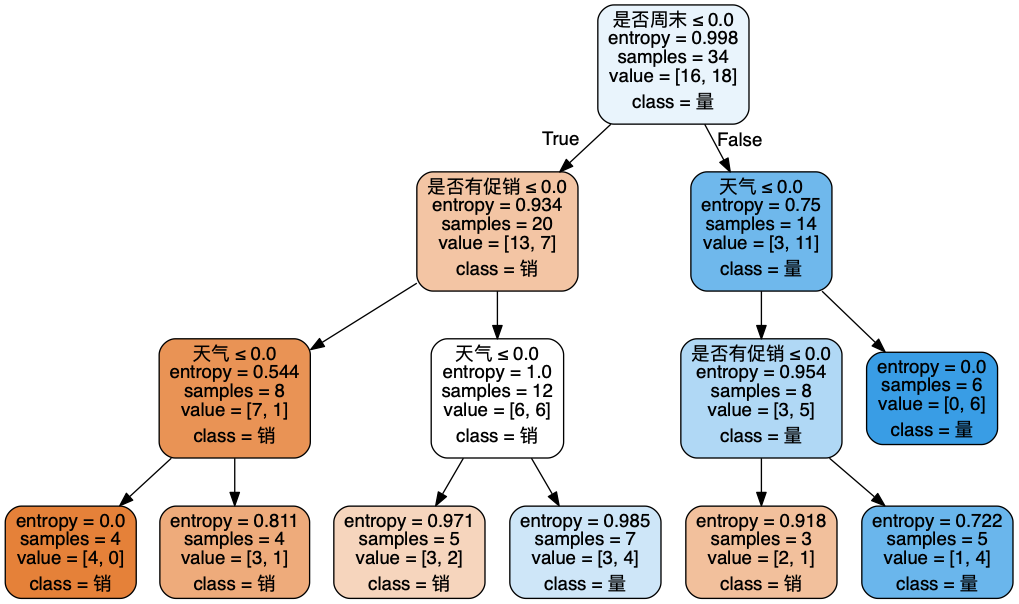 是否周末 ≤ 0.0
entropy = 0.998
samples = 34
value = [16, 18]
class = 量
True
False
是否有促销 ≤ 0.0
entropy = 0.934
samples = 20
value = [13, 7]
class = 销
天气 ≤ 0.0
entropy = 0.75
samples = 14
value = [3, 11]
class = 量
天气 ≤ 0.0
entropy = 0.544
samples = 8
value = [7, 1]
class = 销
天气 ≤ 0.0
entropy = 1.0
samples = 12
value = [6, 6]
class = 销
是否有促销 ≤ 0.0
entropy = 0.954
samples = 8
value = [3, 5]
class = 量
entropy = 0.0
samples = 6
value = [0, 6]
class = 量
entropy = 0.0
samples = 4
value = [4, 0]
class = 销
entropy = 0.811
samples = 4
value = [3, 1]
class = 销
entropy = 0.971
samples = 5
value = [3, 2]
class = 销
entropy = 0.985
samples = 7
value = [3, 4]
class = 量
entropy = 0.918
samples = 3
value = [2, 1]
class = 销
entropy = 0.722
samples = 5
value = [1, 4]
class = 量